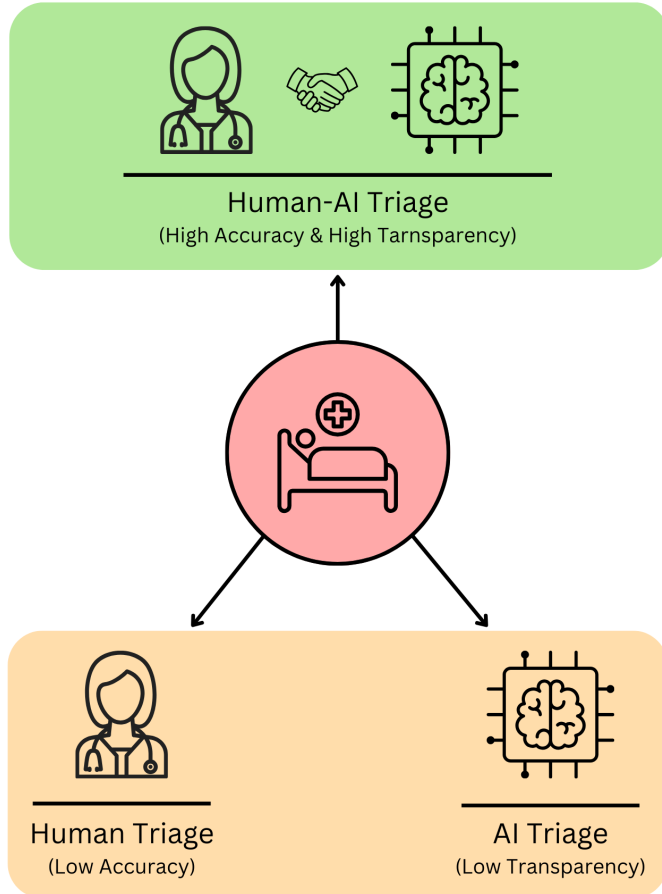 Human-AI Triage
(High Accuracy & High Tarnsparency)
Human Triage
(Low Accuracy)
AI Triage
(Low Transparency)